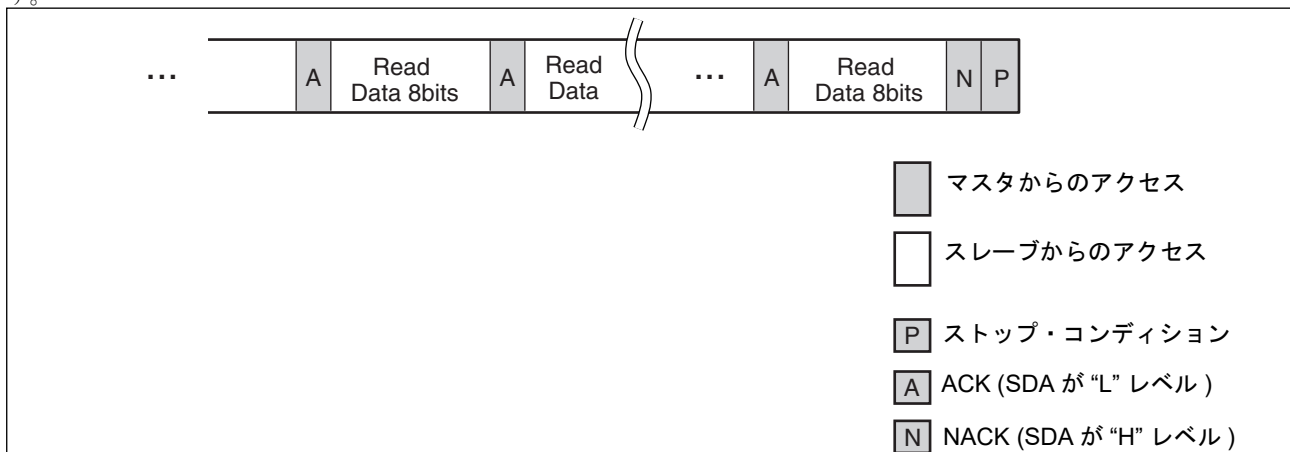 す。
... A Read Data 8bits A Read Data ... A Read Data 8bits N P
マスタからのアクセス
スレーブからのアクセス
P ストップ・コンディション
A ACK (SDA が “L” レベル )
N NACK (SDA が “H” レベル )